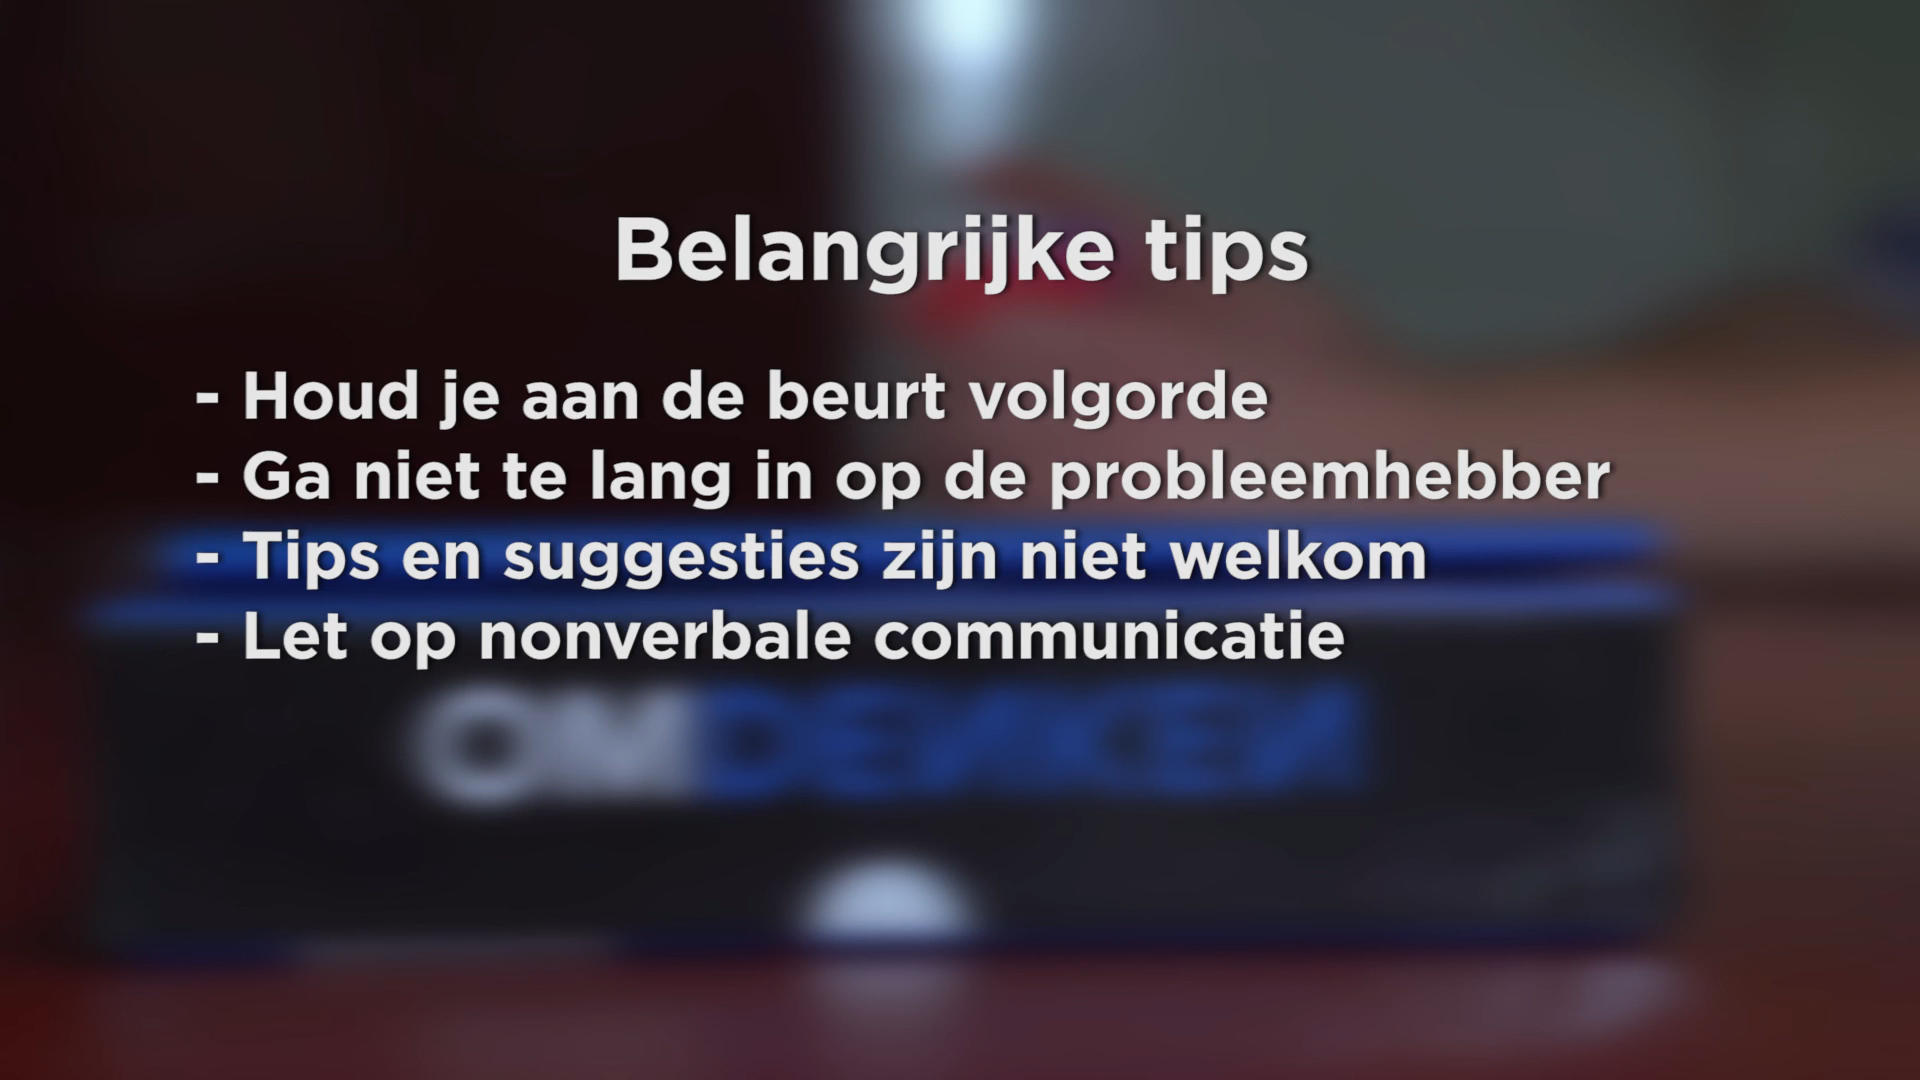 Belangrijke tips
- Houd je aan de beurt volgorde
- Ga niet te lang in op de probleemhebber
- Tips en suggesties zijn niet welkom
- Let op nonverbale communicatie
OMDENKEN